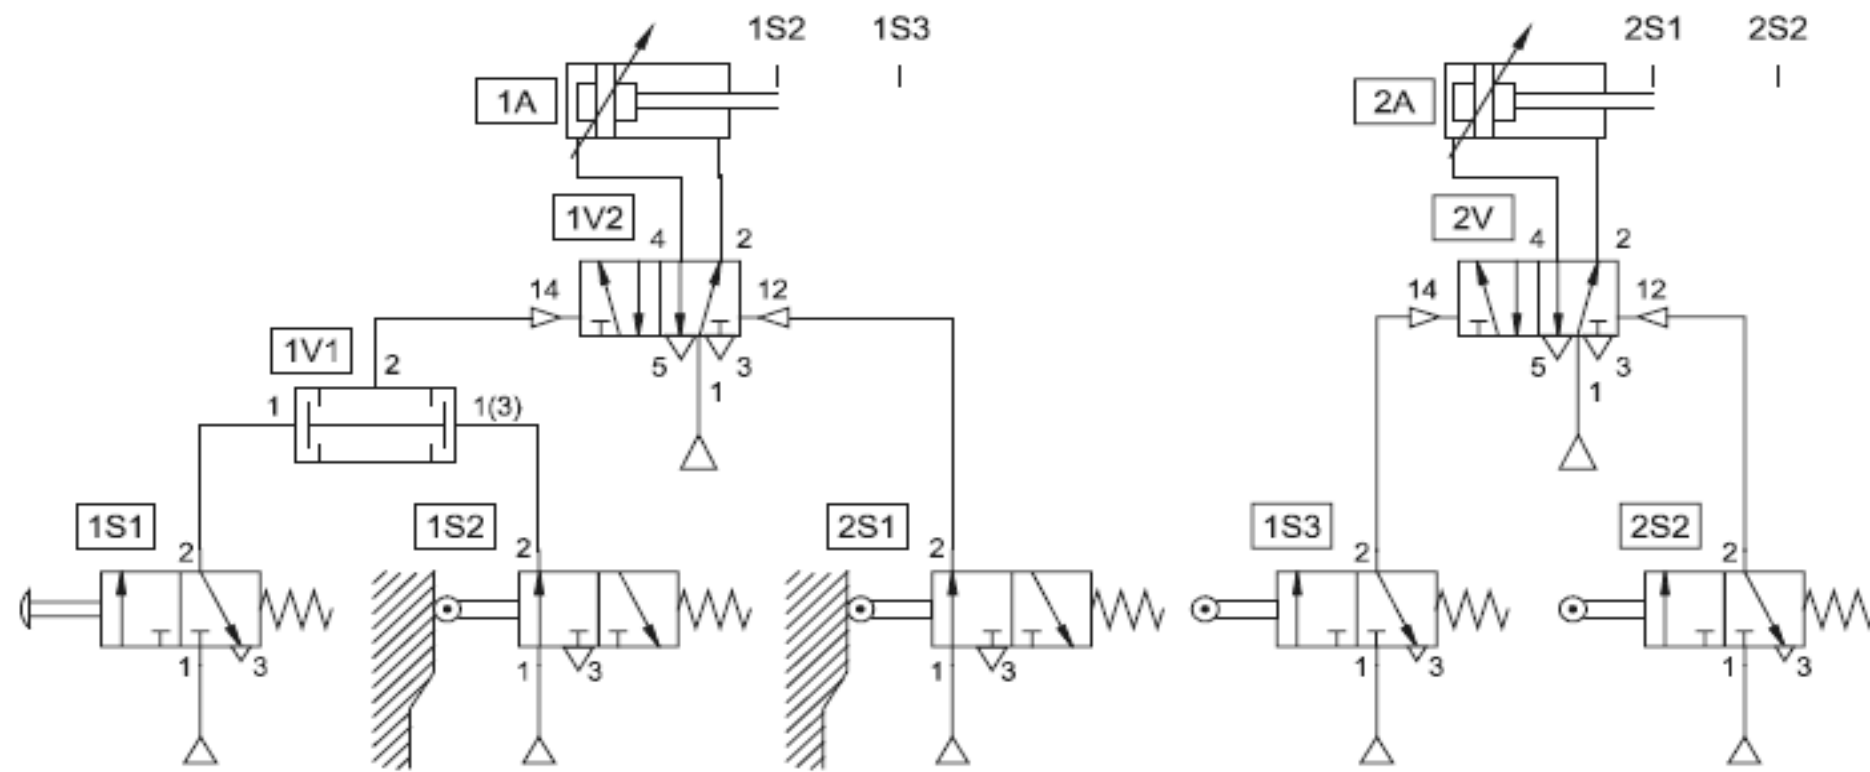 1S2 1S3 2S1 2S2
1A 2A
1V2 2V
4 2 4 2
14 12 14 12
1V1
2 5 3 5 3
1 1(3) 1 1
1S1 1S2 2S1 1S3 2S2
2 2 2 2 2
1 3 1 3 1 3 1 3 1 3